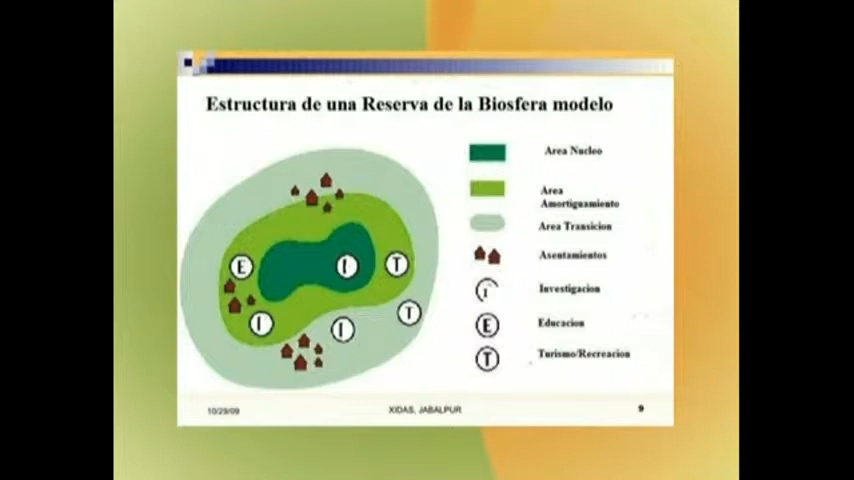 Estructura de una Reserva de la Biosfera modelo
Area Nucleo
Area
Amortiguamiento
Area Transicion
Asentamientos
I Investigacion
E Educacion
T Turismo/Recreacion
E
I
T
I
I
T
10/29/09
XIDAS, JABALPUR
9